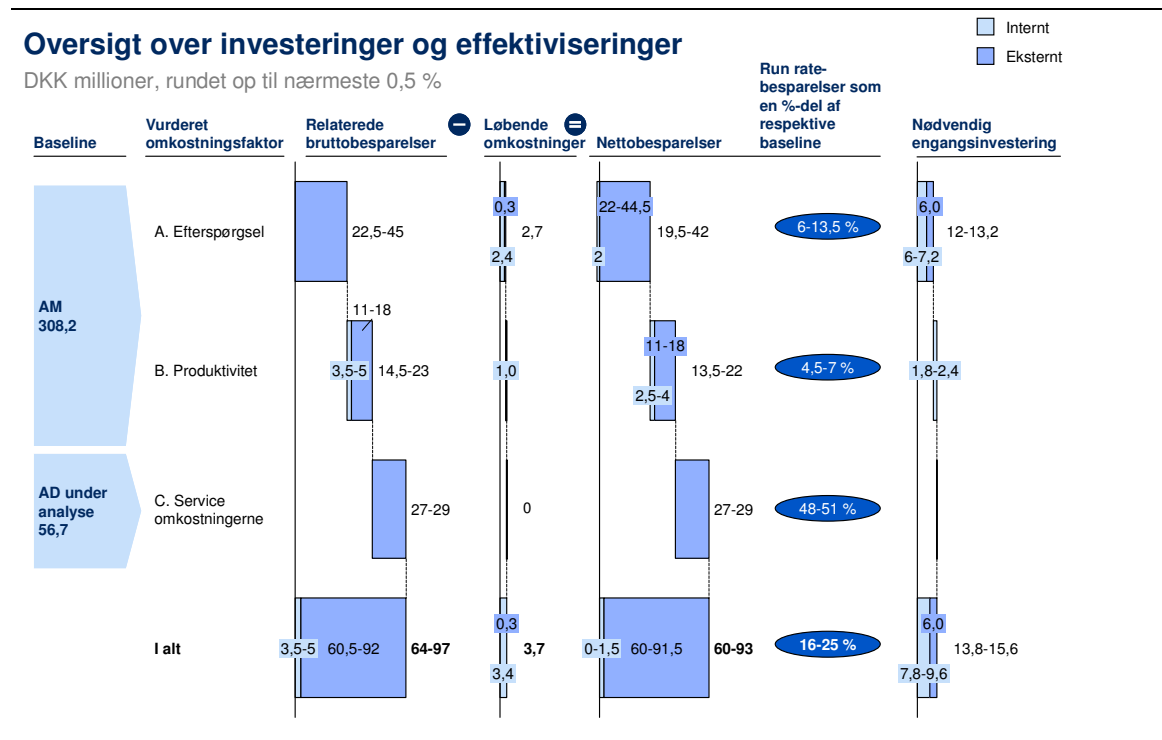 Internt
Eksternt
Oversigt over investeringer og effektiviseringer
DKK millioner, rundet op til nærmeste 0,5 %
Baseline
Vurderet
omkostningsfaktor
Relaterede
bruttobesparelser
Løbende
omkostninger
Nettobesparelser
Run rate-
besparelser som
en %-del af
respektive
baseline
Nødvendig
engangsinvestering
AM
308,2
A. Efterspørgsel
22,5-45
0,3
2,4
2,7
22-44,5
2
19,5-42
6-13,5 %
6,0
6-7,2
12-13,2
B. Produktivitet
11-18
3,5-5
14,5-23
1,0
11-18
2,5-4
13,5-22
4,5-7 %
1,8-2,4
AD under
analyse
56,7
C. Service
omkostningerne
27-29
0
27-29
48-51 %
I alt
3,5-5
60,5-92
64-97
0,3
3,4
3,7
0-1,5
60-91,5
60-93
16-25 %
6,0
7,8-9,6
13,8-15,6